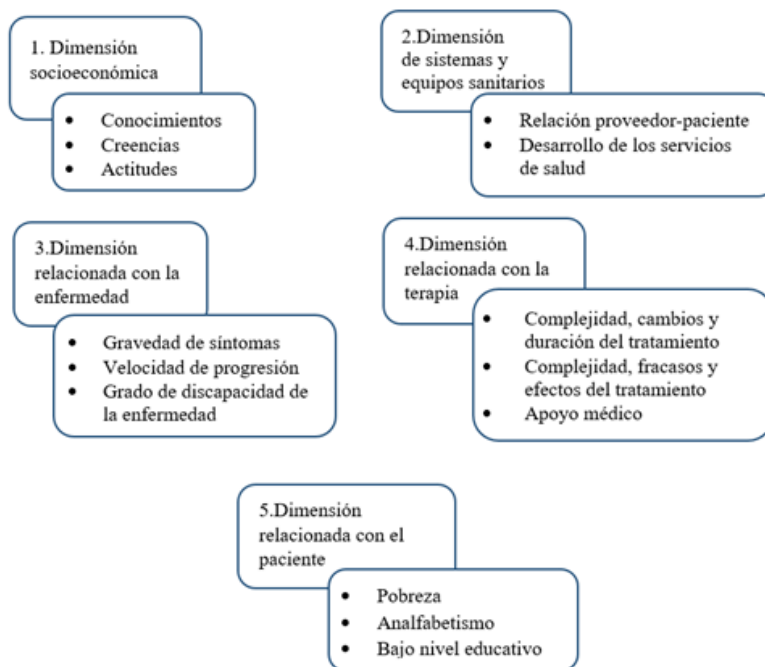 1. Dimensión
socioeconómica
• Conocimientos
• Creencias
• Actitudes
2.Dimensión
de sistemas y
equipos sanitarios
• Relación proveedor-paciente
• Desarrollo de los servicios
de salud
3.Dimensión
relacionada con la
enfermedad
• Gravedad de síntomas
• Velocidad de progresión
• Grado de discapacidad de
la enfermedad
4.Dimensión
relacionada con la
terapia
• Complejidad, cambios y
duración del tratamiento
• Complejidad, fracasos y
efectos del tratamiento
• Apoyo médico
5.Dimensión
relacionada con el
paciente
• Pobreza
• Analfabetismo
• Bajo nivel educativo